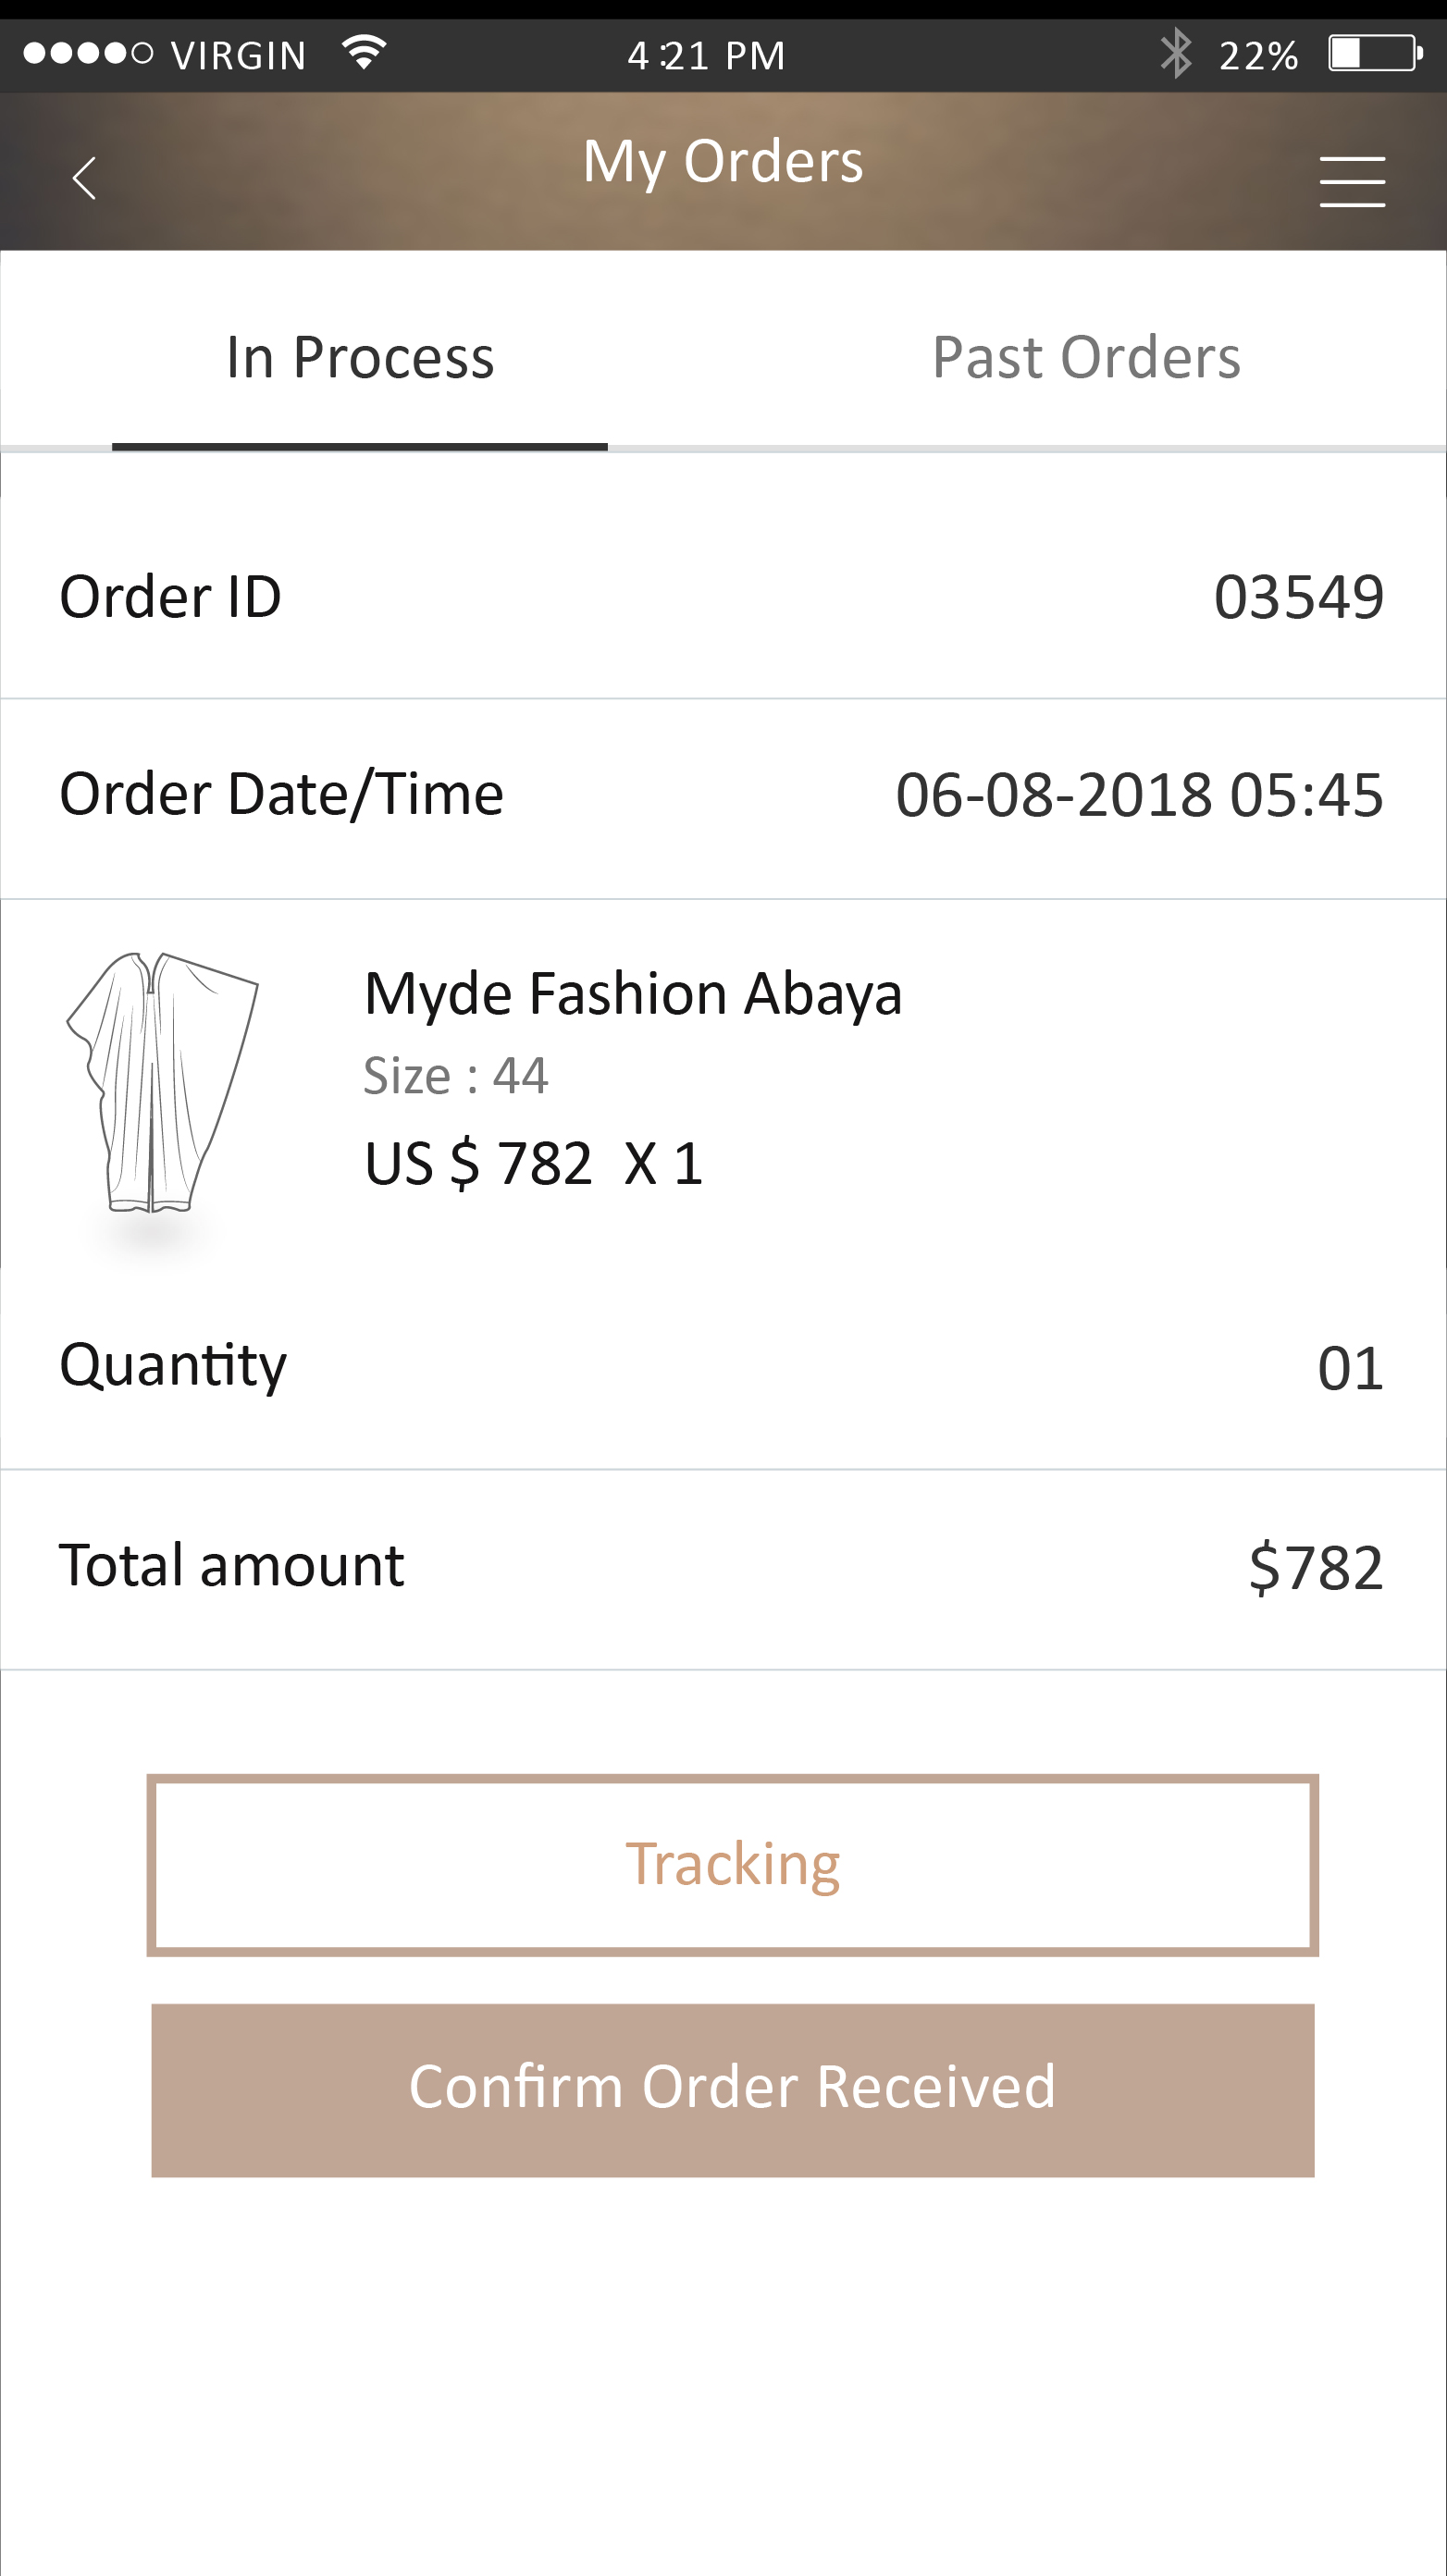 VIRGIN 4:21 PM 22%
My Orders
In Process Past Orders
Order ID 03549
Order Date/Time 06-08-2018 05:45
Myde Fashion Abaya
Size : 44
US $ 782 X 1
Quantity 01
Total amount $782
Tracking
Confirm Order Received